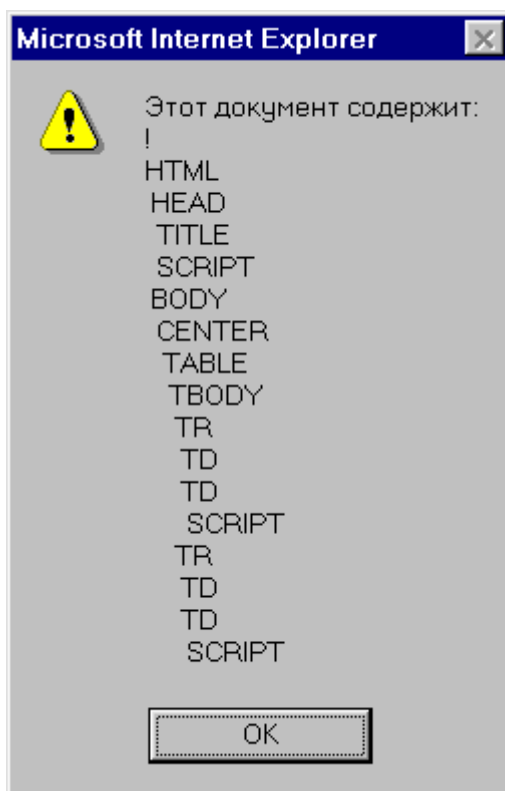 Microsoft Internet Explorer
Этот документ содержит:
!
HTML
HEAD
TITLE
SCRIPT
BODY
CENTER
TABLE
TBODY
TR
TD
TD
SCRIPT
TR
TD
TD
SCRIPT
OK